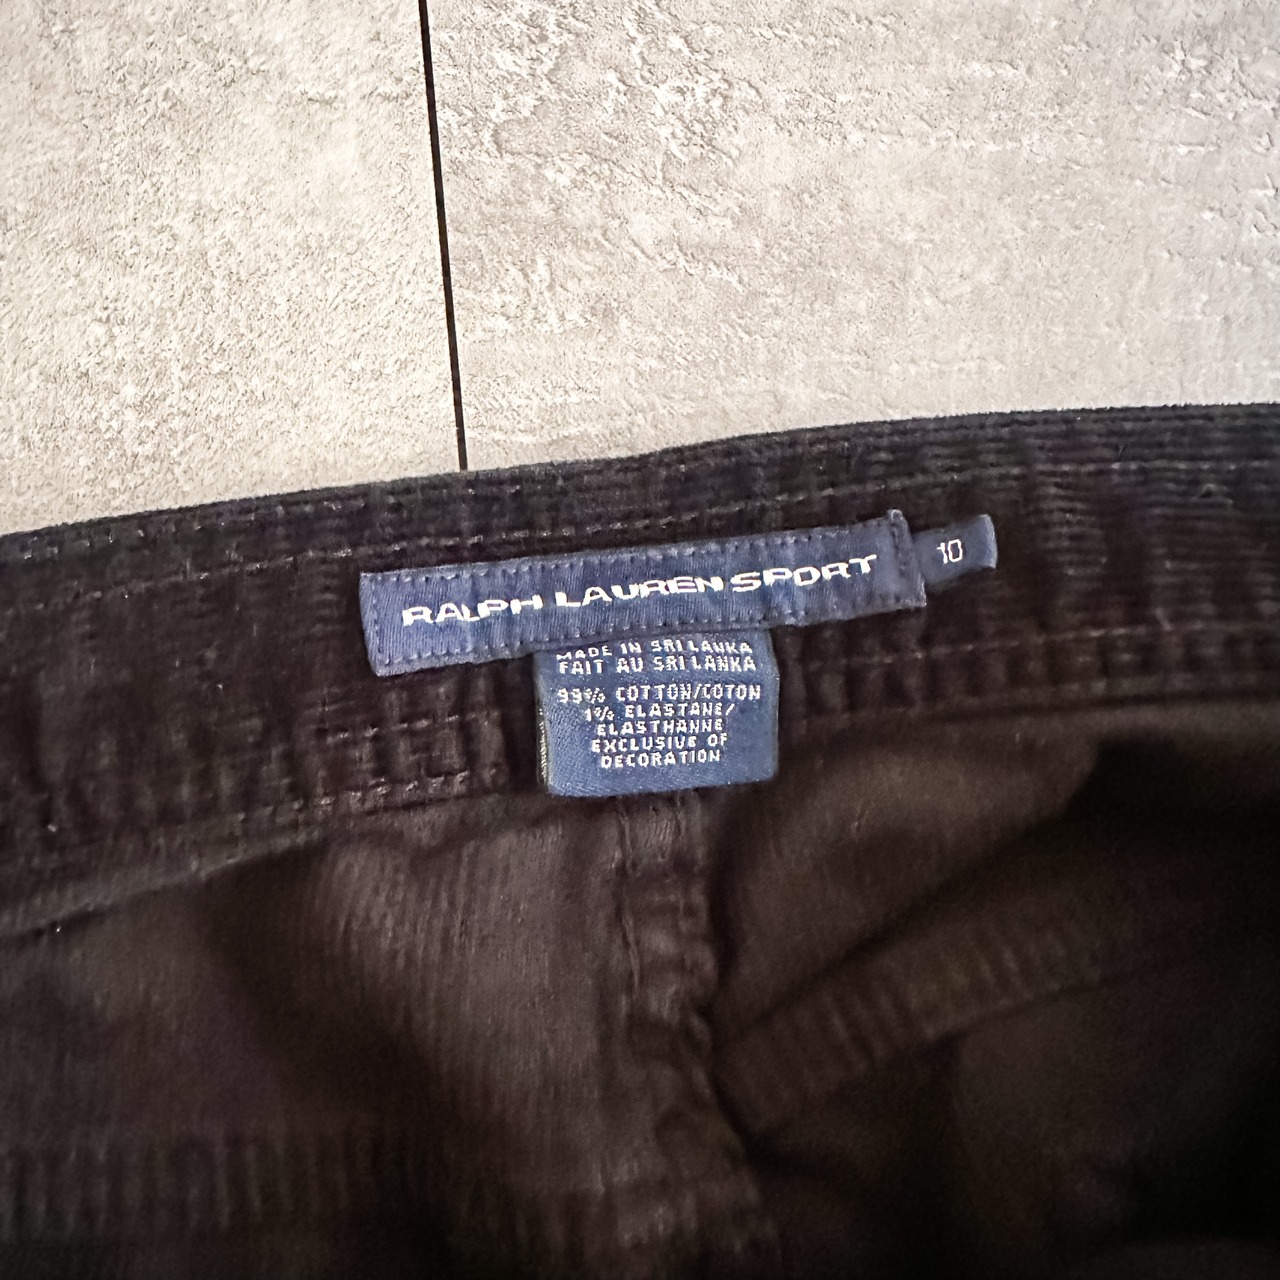 RALPH LAUREN SPORT
10
MADE IN SRI LANKA
FAIT AU SRI LANKA
99% COTTON/COTON
1% ELASTANE/
ELASTHANNE
EXCLUSIVE OF
DECORATION